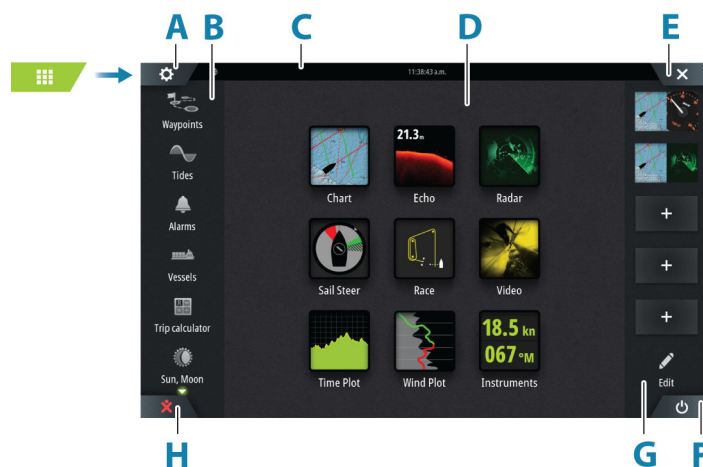 A
B
C
D
E
11:38:43 a.m.
Waypoints
Tides
Alarms
Vessels
Trip calculator
Sun, Moon
21.3m
Chart
Echo
Radar
Sail Steer
Race
Video
18.5 kn
067 °M
Time Plot
Wind Plot
Instruments
+
+
+
Edit
H
G
F